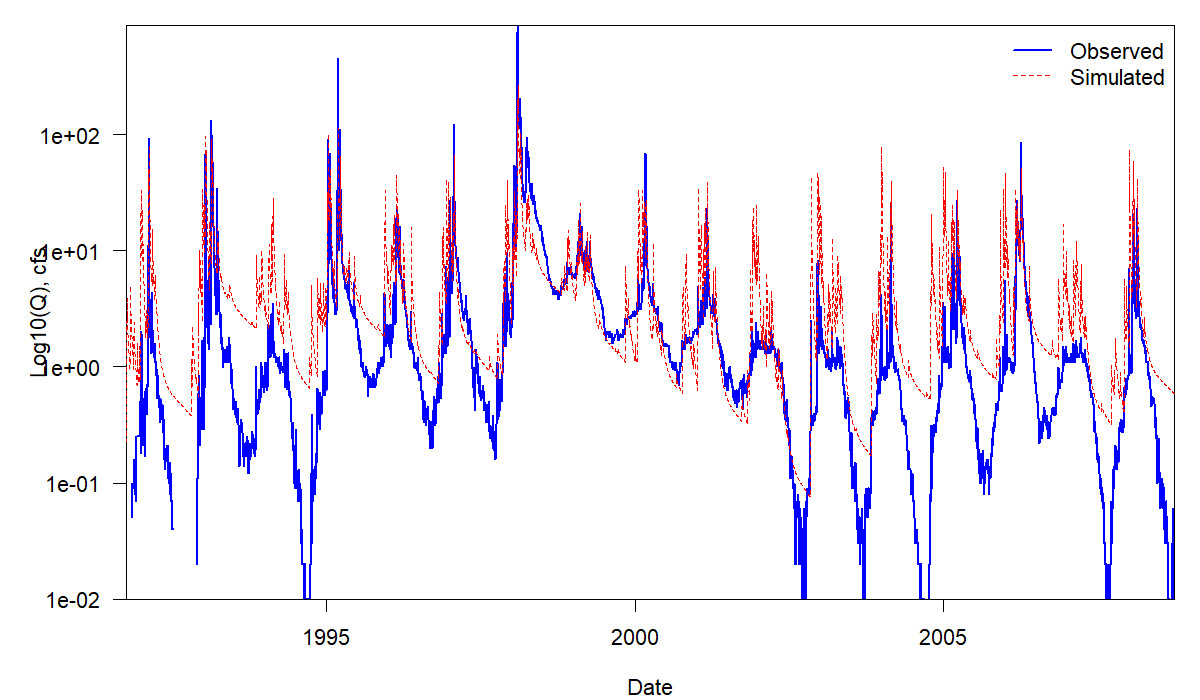 Observed
Simulated
1e+02
1e+01
1e+00
1e-01
1e-02
Log10(Q), cfs
1995
2000
2005
Date